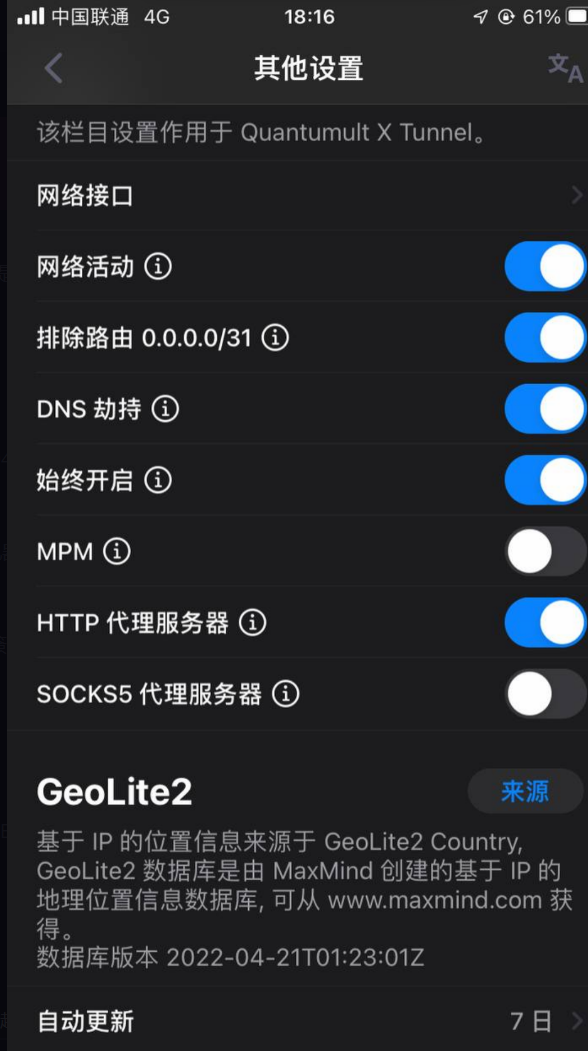 中国联通 4G 18:16 61%
其他设置 文A
该栏目设置作用于 Quantumult X Tunnel。
网络接口
网络活动
排除路由 0.0.0.0/31
DNS 劫持
始终开启
MPM
HTTP 代理服务器
SOCKS5 代理服务器
GeoLite2 来源
基于 IP 的位置信息来源于 GeoLite2 Country,
GeoLite2 数据库是由 MaxMind 创建的基于 IP 的
地理位置信息数据库, 可从 www.maxmind.com 获
得。
数据库版本 2022-04-21T01:23:01Z
自动更新 7 日